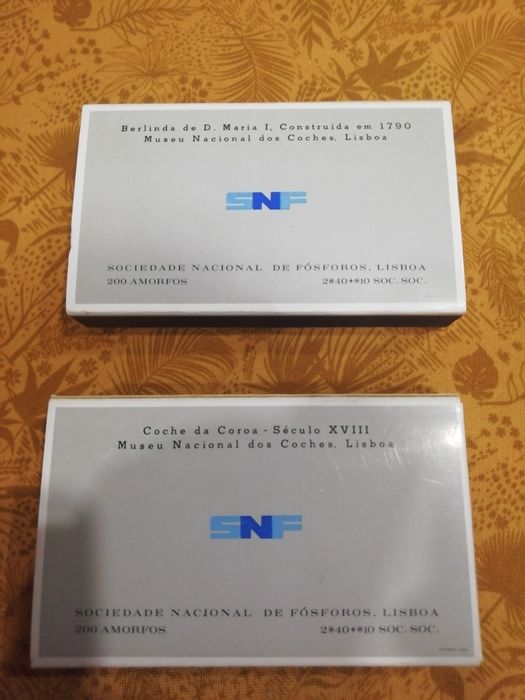 Berlinda de D. Maria I, Construida em 1790
Museu Nacional dos Coches, Lisboa
SNF
SOCIEDADE NACIONAL DE FÓSFOROS, LISBOA
200 AMORFOS 2$40+$10 SOC. SOC.
Coche da Coroa - Século XVIII
Museu Nacional dos Coches, Lisboa
SNF
SOCIEDADE NACIONAL DE FÓSFOROS, LISBOA
200 AMORFOS 2$40+$10 SOC. SOC.